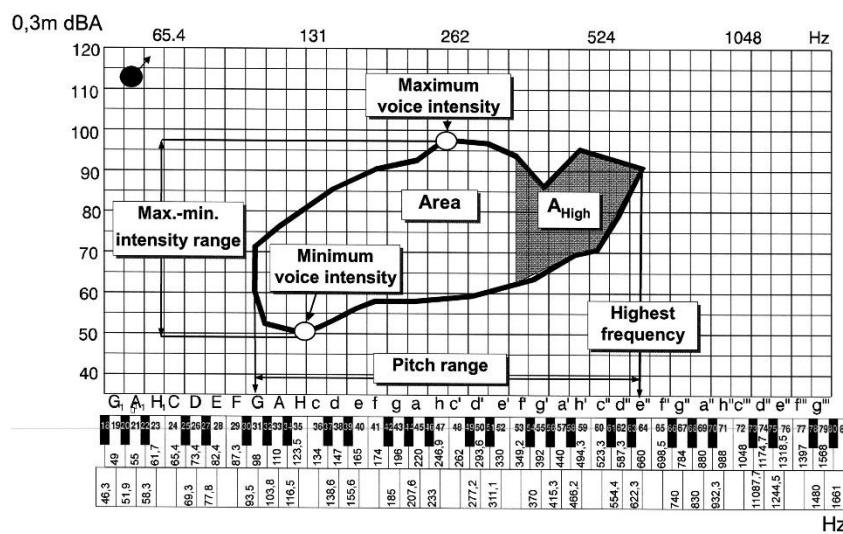 0,3m dBA
65.4 131 262 524 1048 Hz
120
110
100
90
80
70
60
50
40
Maximum
voice intensity
Area
A_High
Max.-min.
intensity range
Minimum
voice intensity
Highest
frequency
Pitch range
G₁ A₁ H₁ C D E F G A H c d e f g a h c' d' e' f' g' a' h' c'' d'' e'' f'' g'' a'' h'' c''' d''' e''' f''' g'''
49 55 61,7 65,4 73,4 82,4 87,3 98 110 123,5 134 147 165 174 196 220 246,9 262 293,6 330 349,2 392 440 494,3 523,3 587,3 660 698,5 784 880 988 1048 1174,7 1318,5 1397 1568
46,3 51,9 58,3 69,3 77,8 93,5 103,8 116,5 138,6 155,6 185 207,6 233 277,2 311,1 370 415,3 466,2 554,4 622,3 740 830 932,3 11087,7 1244,5 1480 1661
Hz